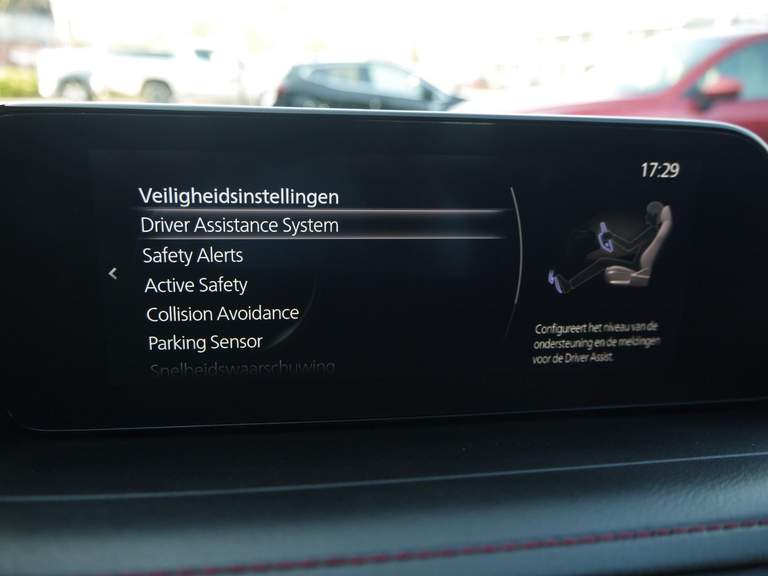 17:29
Veiligheidsinstellingen
Driver Assistance System
Safety Alerts
Active Safety
Collision Avoidance
Parking Sensor
Snelheidswaarschuwing
Configureert het niveau van de
ondersteuning en de meldingen
voor de Driver Assist.